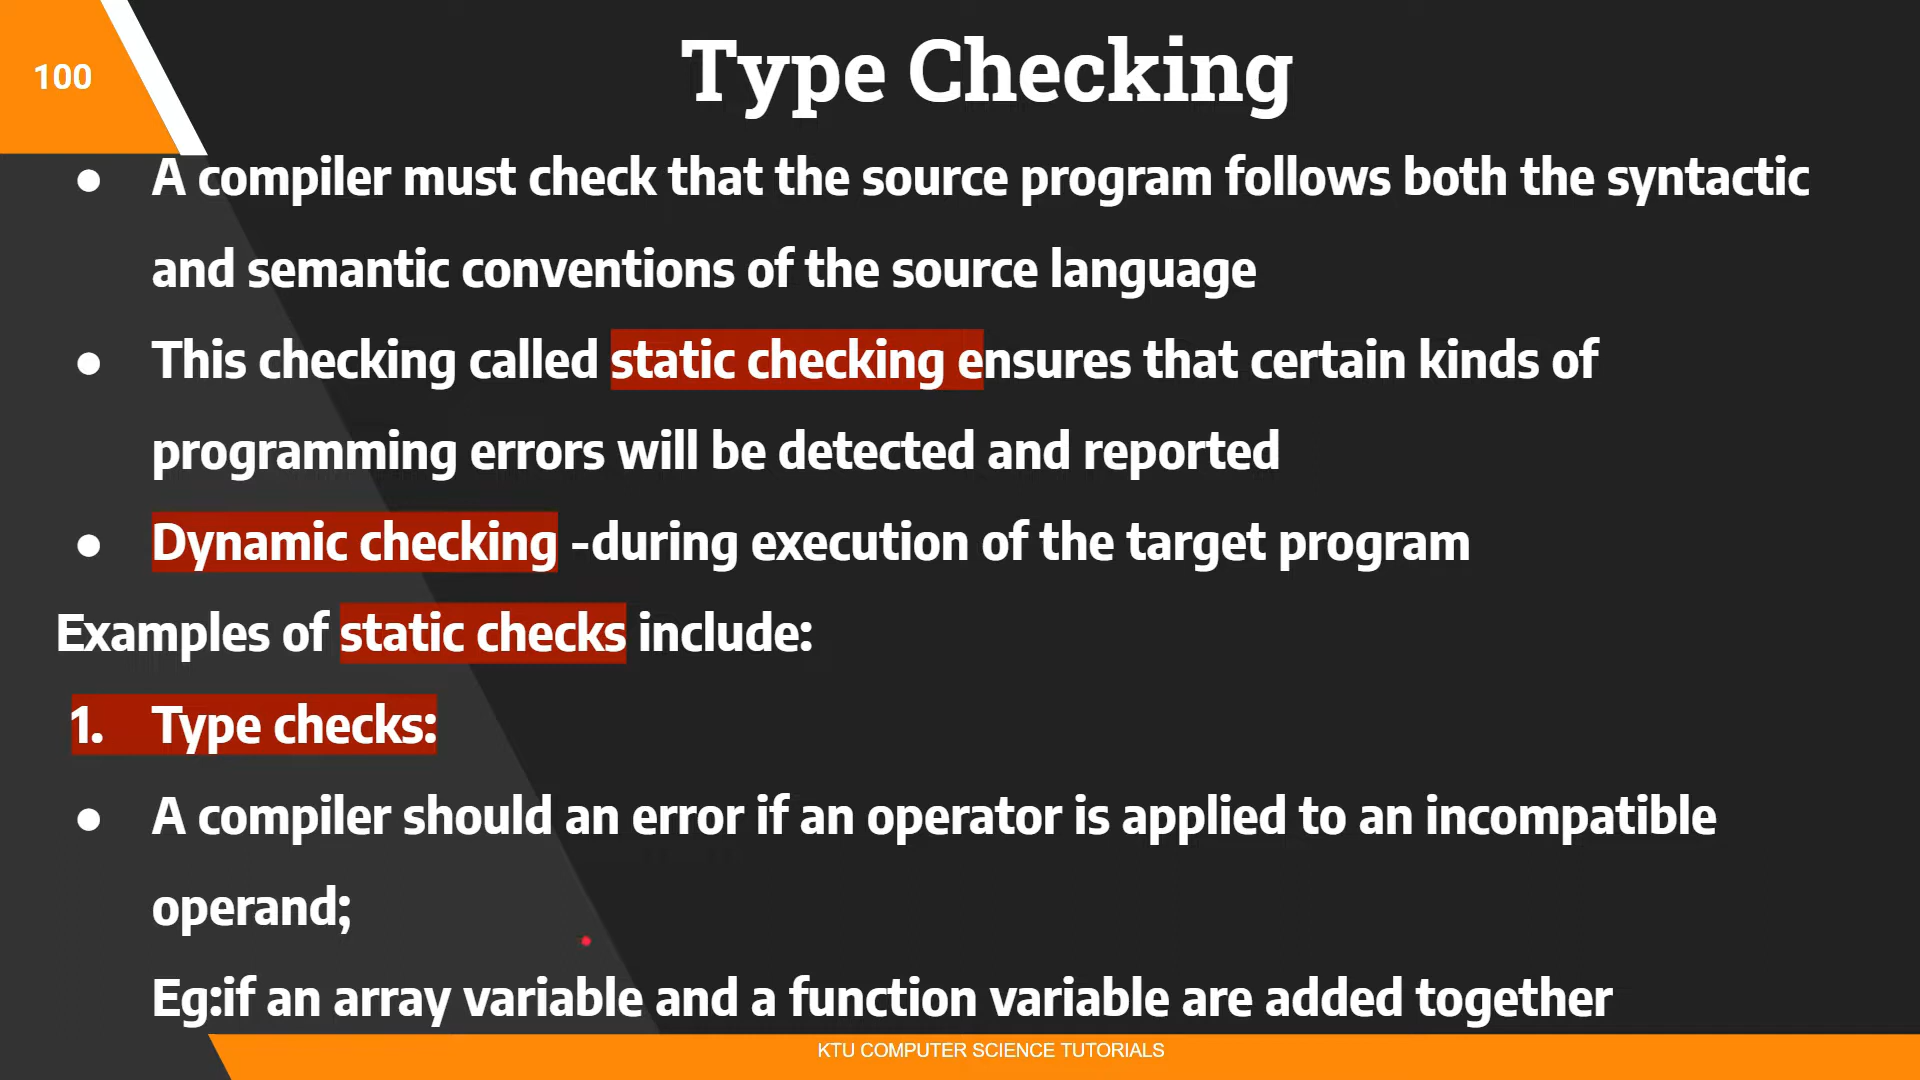 100
Type Checking
● A compiler must check that the source program follows both the syntactic
and semantic conventions of the source language
● This checking called static checking ensures that certain kinds of
programming errors will be detected and reported
● Dynamic checking -during execution of the target program
Examples of static checks include:
1. Type checks:
● A compiler should an error if an operator is applied to an incompatible
operand;
Eg:if an array variable and a function variable are added together
KTU COMPUTER SCIENCE TUTORIALS